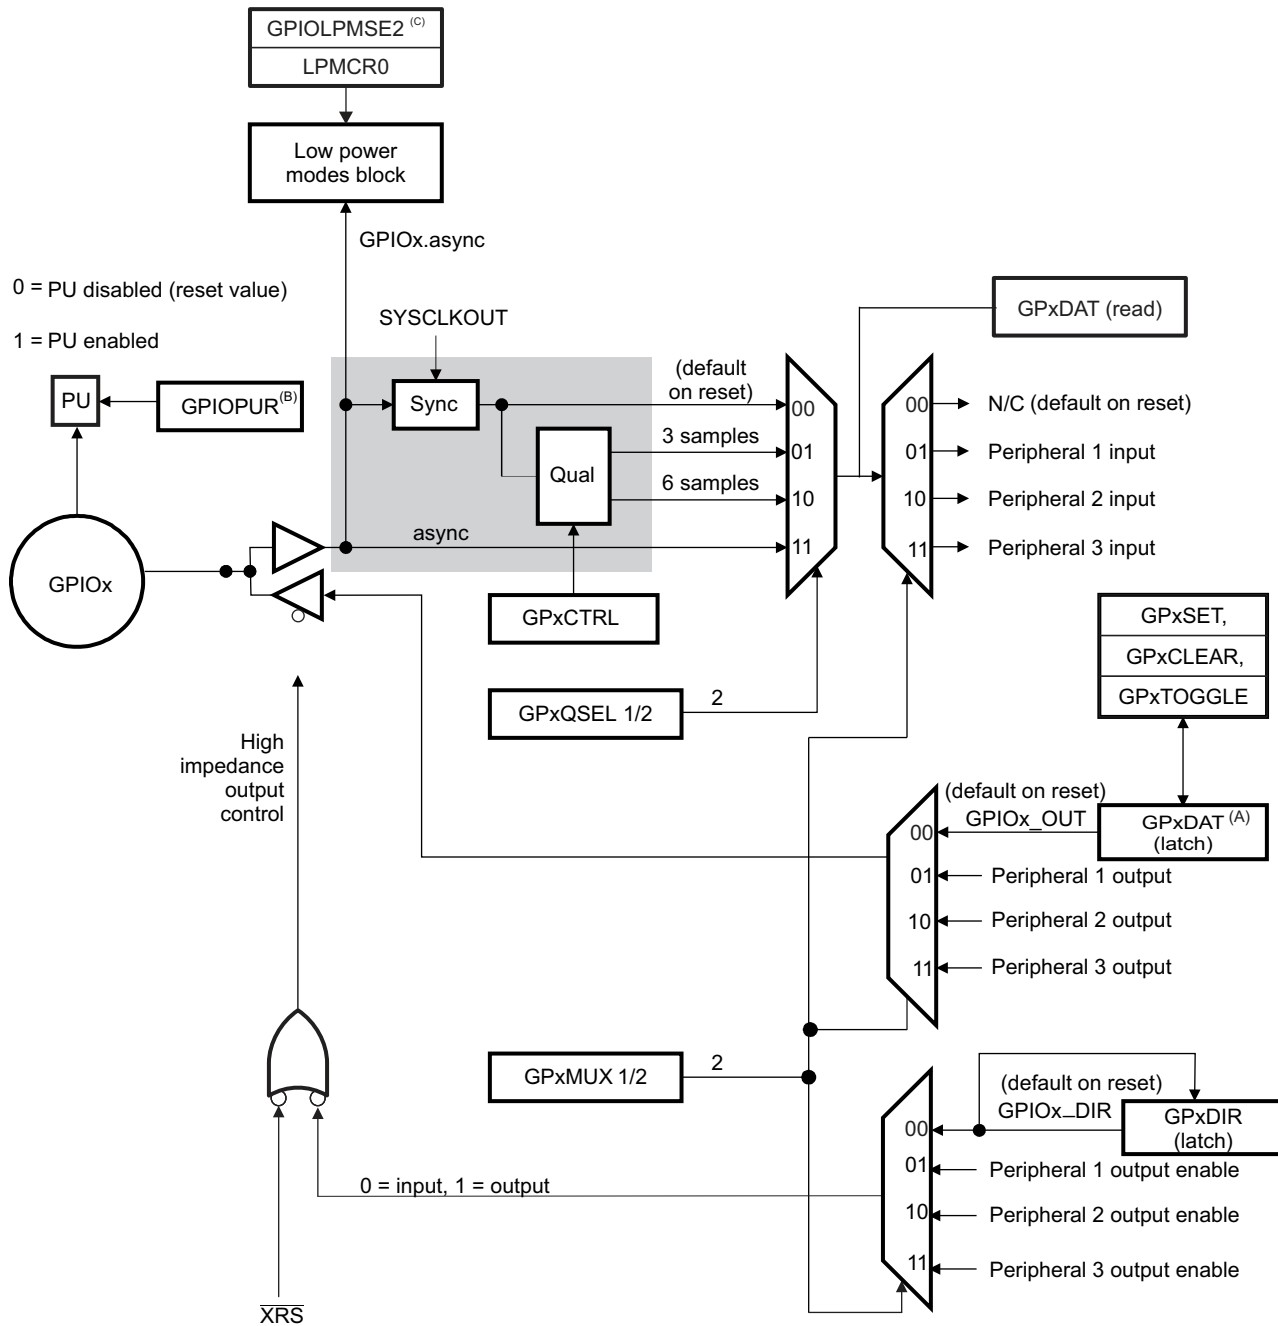 GPIOLPMSE2 (C)
LPMCR0
Low power
modes block
GPIOx.async
0 = PU disabled (reset value)
1 = PU enabled
SYSCLKOUT
GPxDAT (read)
PU
GPIOPUR(B)
Sync
(default
on reset)
00
3 samples
01
Qual
6 samples
10
async
11
00
N/C (default on reset)
01
Peripheral 1 input
10
Peripheral 2 input
11
Peripheral 3 input
GPIOx
GPxCTRL
GPxQSEL 1/2
2
GPxSET,
GPxCLEAR,
GPxTOGGLE
High
impedance
output
control
(default on reset)
GPIOx_OUT
GPxDAT (A)
(latch)
00
01
Peripheral 1 output
10
Peripheral 2 output
11
Peripheral 3 output
GPxMUX 1/2
2
(default on reset)
GPIOx_DIR
GPxDIR
(latch)
00
01
Peripheral 1 output enable
10
Peripheral 2 output enable
11
Peripheral 3 output enable
0 = input, 1 = output
XRS